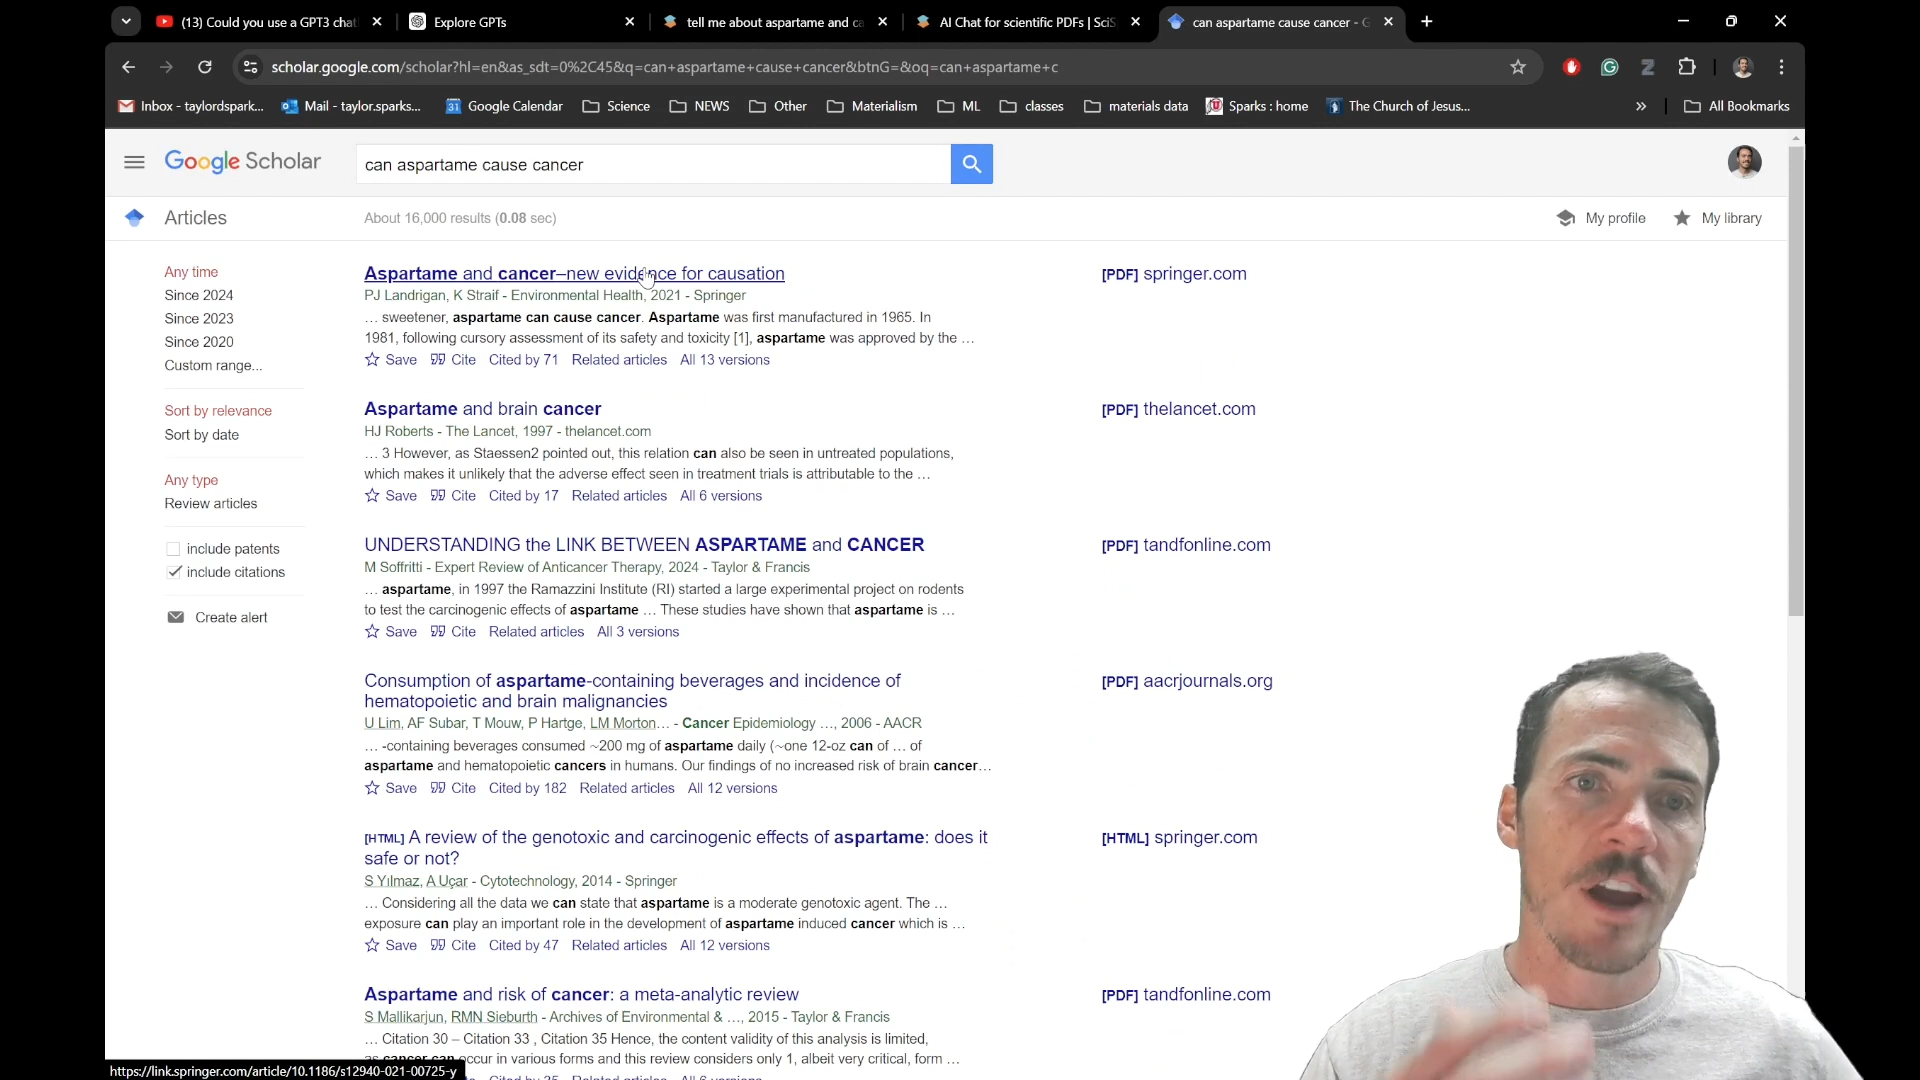 (13) Could you use a GPT3 chat
Explore GPTs
tell me about aspartame and ca
AI Chat for scientific PDFs | SciS
can aspartame cause cancer - G
scholar.google.com/scholar?hl=en&as_sdt=0%2C45&q=can+aspartame+cause+cancer&btnG=&oq=can+aspartame+c
Inbox - taylordspark...
Mail - taylor.sparks...
31 Google Calendar
Science
NEWS
Other
Materialism
ML
classes
materials data
Sparks : home
The Church of Jesus...
»
All Bookmarks
Google Scholar
can aspartame cause cancer
Articles
About 16,000 results (0.08 sec)
My profile
My library
Any time
Since 2024
Since 2023
Since 2020
Custom range...
Sort by relevance
Sort by date
Any type
Review articles
include patents
include citations
Create alert
Aspartame and cancer–new evidence for causation
[PDF] springer.com
PJ Landrigan, K Straif - Environmental Health, 2021 - Springer
… sweetener, aspartame can cause cancer. Aspartame was first manufactured in 1965. In
1981, following cursory assessment of its safety and toxicity [1], aspartame was approved by the …
Save Cite Cited by 71 Related articles All 13 versions
Aspartame and brain cancer
[PDF] thelancet.com
HJ Roberts - The Lancet, 1997 - thelancet.com
… 3 However, as Staessen2 pointed out, this relation can also be seen in untreated populations,
which makes it unlikely that the adverse effect seen in treatment trials is attributable to the …
Save Cite Cited by 17 Related articles All 6 versions
UNDERSTANDING the LINK BETWEEN ASPARTAME and CANCER
[PDF] tandfonline.com
M Soffritti - Expert Review of Anticancer Therapy, 2024 - Taylor & Francis
… aspartame, in 1997 the Ramazzini Institute (RI) started a large experimental project on rodents
to test the carcinogenic effects of aspartame … These studies have shown that aspartame is …
Save Cite Related articles All 3 versions
Consumption of aspartame-containing beverages and incidence of
hematopoietic and brain malignancies
[PDF] aacrjournals.org
U Lim, AF Subar, T Mouw, P Hartge, LM Morton… - Cancer Epidemiology …, 2006 - AACR
… -containing beverages consumed ~200 mg of aspartame daily (~one 12-oz can of … of
aspartame and hematopoietic cancers in humans. Our findings of no increased risk of brain cancer…
Save Cite Cited by 182 Related articles All 12 versions
[HTML] A review of the genotoxic and carcinogenic effects of aspartame: does it
safe or not?
[HTML] springer.com
S Yılmaz, A Uçar - Cytotechnology, 2014 - Springer
… Considering all the data we can state that aspartame is a moderate genotoxic agent. The …
exposure can play an important role in the development of aspartame induced cancer which is …
Save Cite Cited by 47 Related articles All 12 versions
Aspartame and risk of cancer: a meta-analytic review
[PDF] tandfonline.com
S Mallikarjun, RMN Sieburth - Archives of Environmental & …, 2015 - Taylor & Francis
… Citation 30 – Citation 33 , Citation 35 Hence, the content validity of this analysis is limited,
as cancer can occur in various forms and this review considers only 1, albeit very critical, form …
https://link.springer.com/article/10.1186/s12940-021-00725-y